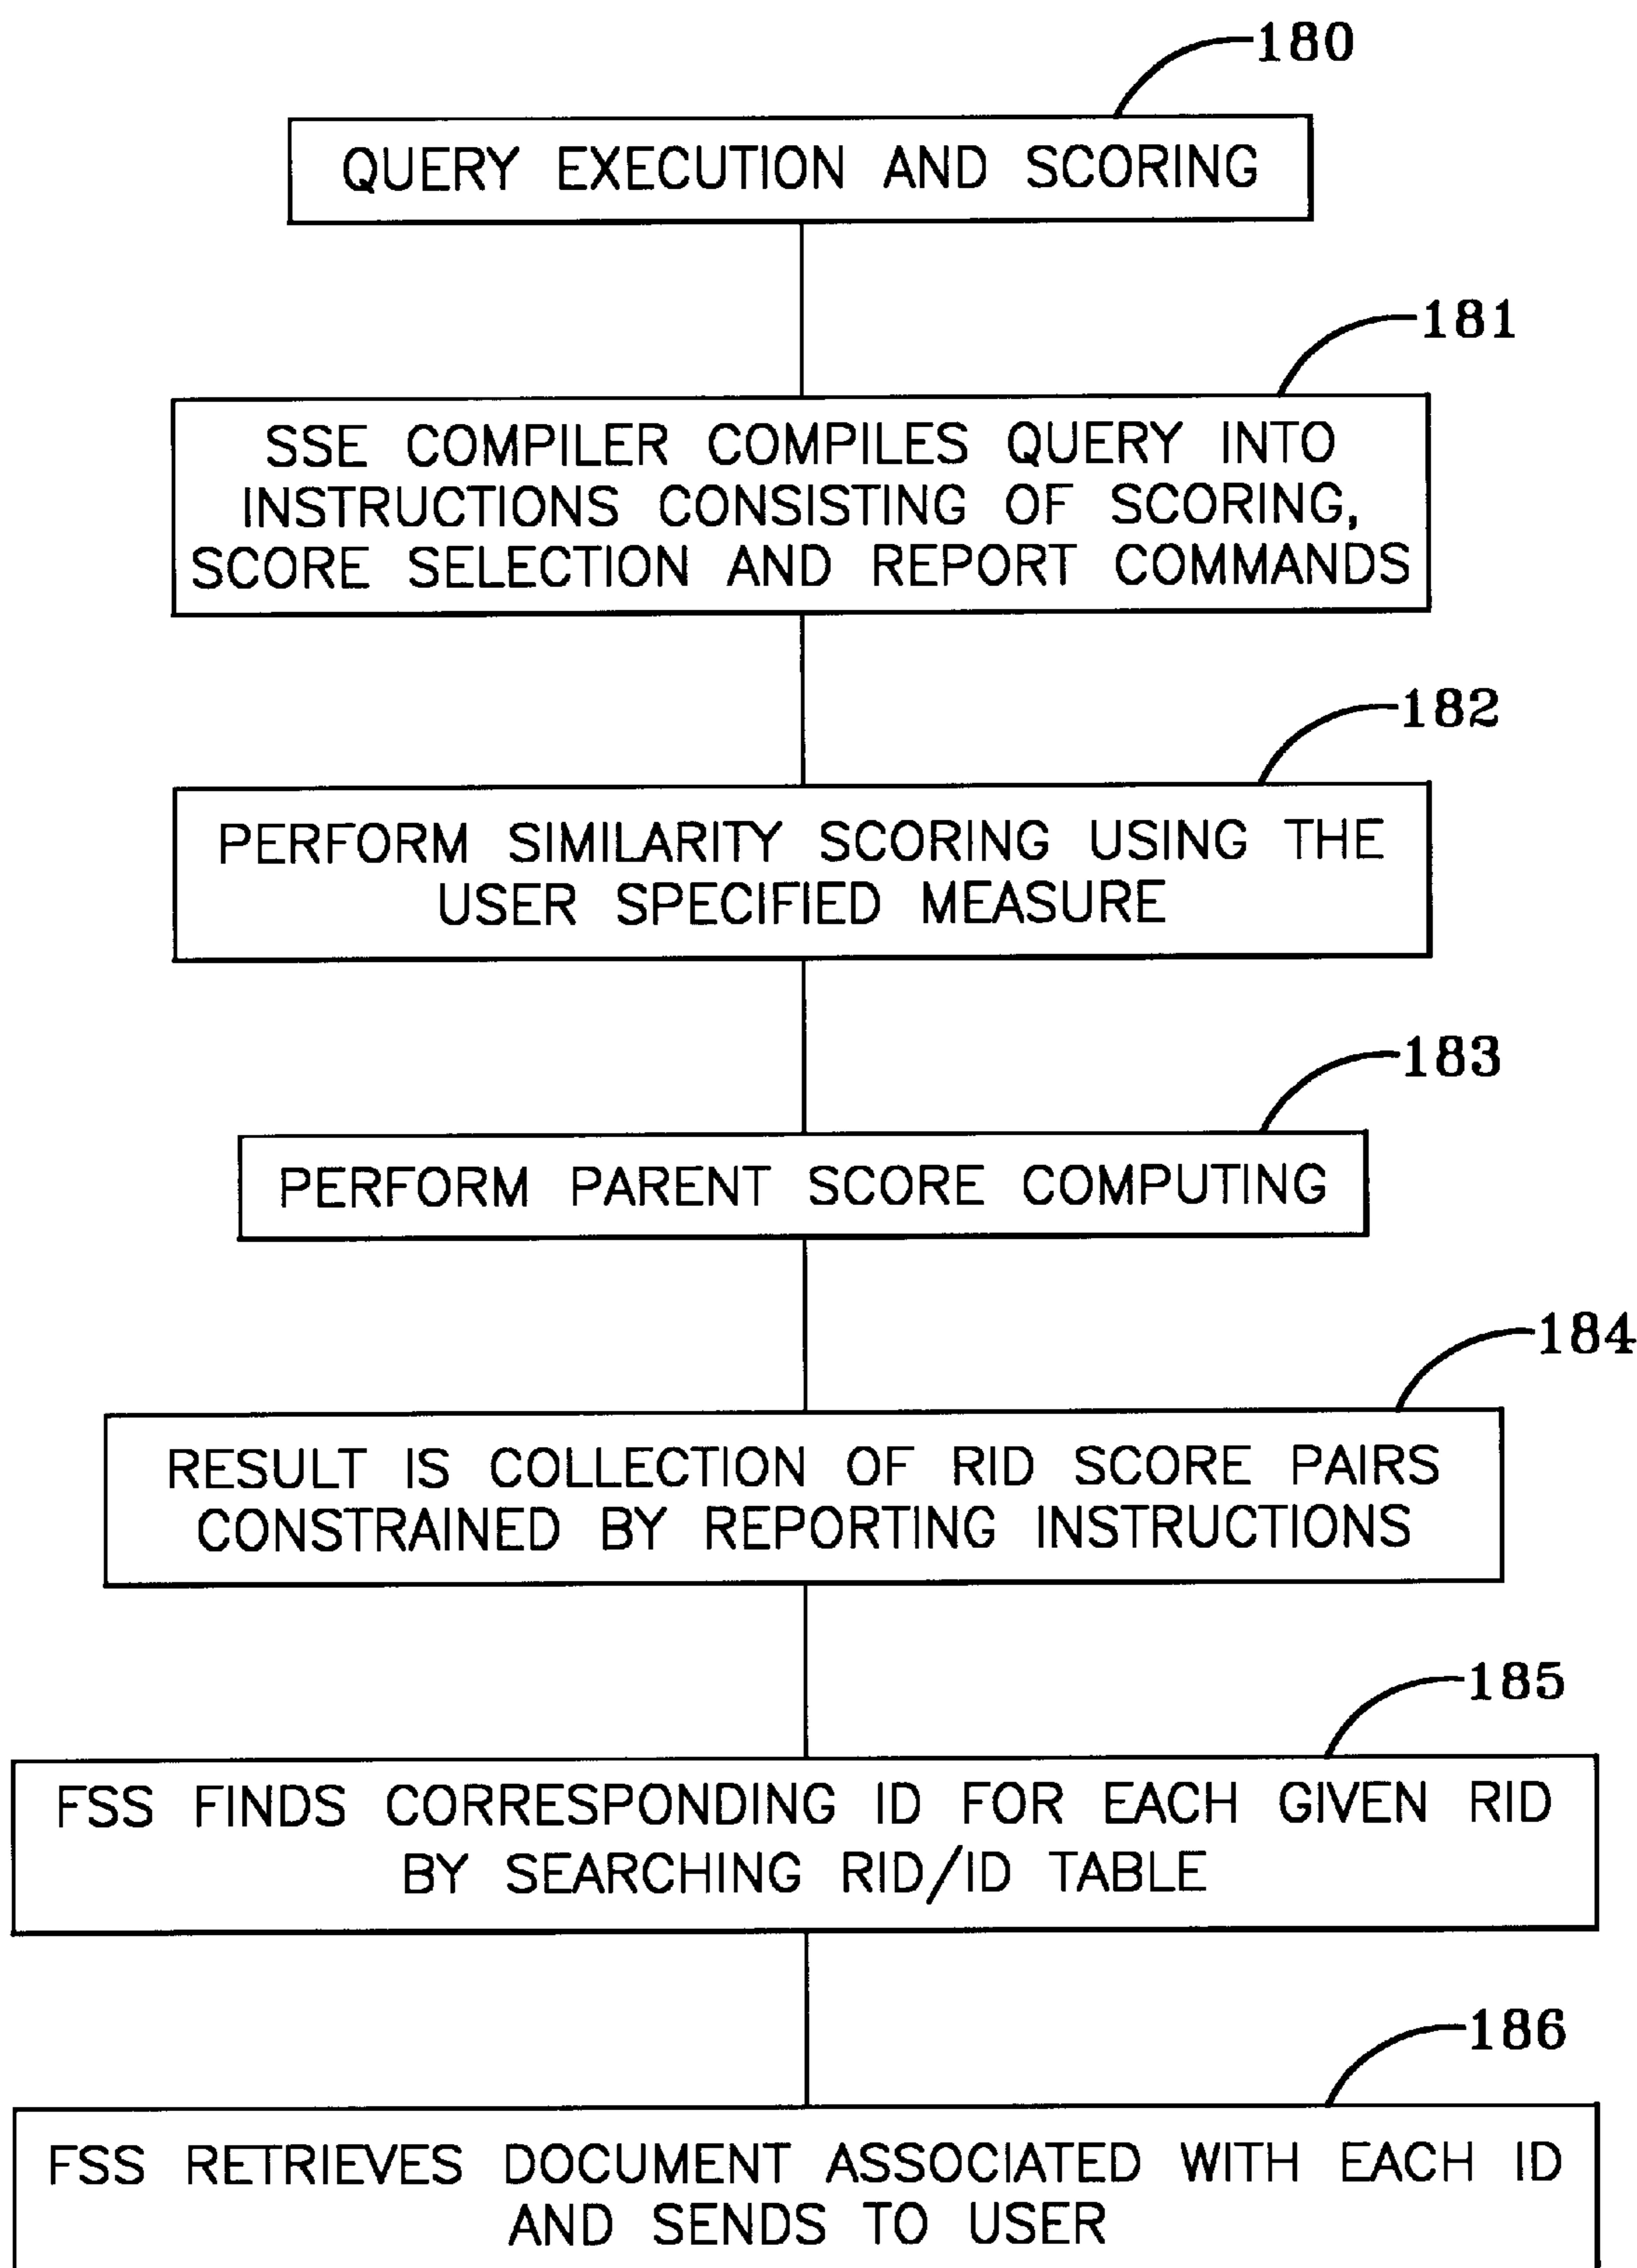 180
QUERY EXECUTION AND SCORING
181
SSE COMPILER COMPILES QUERY INTO
INSTRUCTIONS CONSISTING OF SCORING,
SCORE SELECTION AND REPORT COMMANDS
182
PERFORM SIMILARITY SCORING USING THE
USER SPECIFIED MEASURE
183
PERFORM PARENT SCORE COMPUTING
184
RESULT IS COLLECTION OF RID SCORE PAIRS
CONSTRAINED BY REPORTING INSTRUCTIONS
185
FSS FINDS CORRESPONDING ID FOR EACH GIVEN RID
BY SEARCHING RID/ID TABLE
186
FSS RETRIEVES DOCUMENT ASSOCIATED WITH EACH ID
AND SENDS TO USER